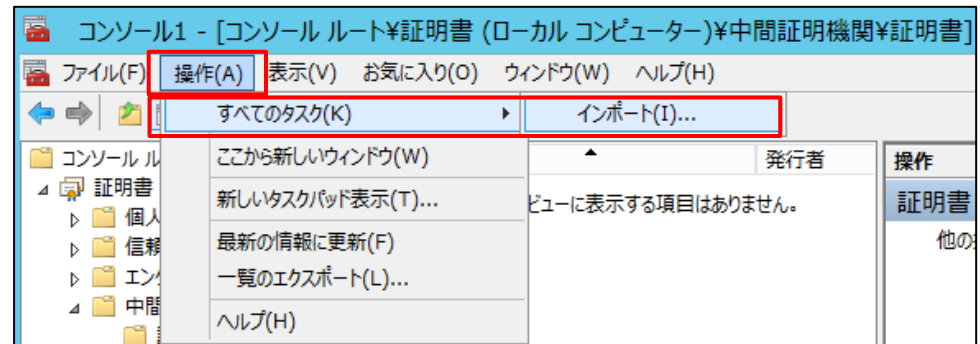 コンソール1 - [コンソール ルート¥証明書 (ローカル コンピューター)¥中間証明機関¥証明書]
ファイル(F) 操作(A) 表示(V) お気に入り(O) ウィンドウ(W) ヘルプ(H)
すべてのタスク(K) インポート(I)...
コンソール ル ここから新しいウィンドウ(W) 発行者 操作
証明書 新しいタスクパッド表示(T)... ビューに表示する項目はありません。 証明書
個人 最新の情報に更新(F) 他の
信頼
エン 一覧のエクスポート(L)...
中間 ヘルプ(H)